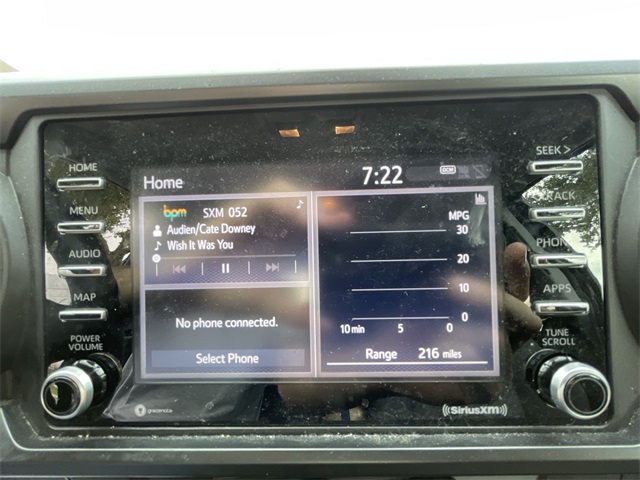 HOME
MENU
AUDIO
MAP
POWER
VOLUME
Home
7:22
DCM
bpm SXM 052
Audien/Cate Downey
Wish It Was You
No phone connected.
Select Phone
MPG
30
20
10
0
10 min 5 0
Range 216 miles
SEEK >
TRACK
PHONE
APPS
TUNE
SCROLL
gracenote
((SiriusXM))